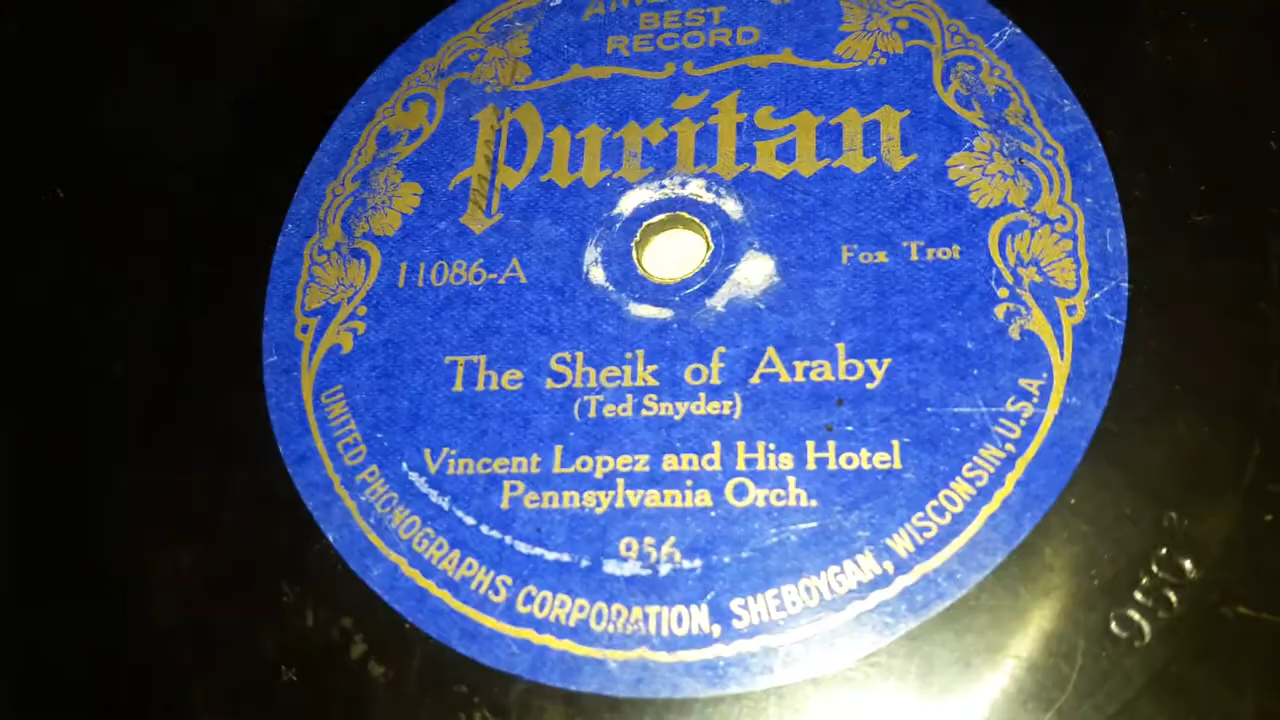 BEST
RECORD
Puritan
11086-A
Fox Trot
The Sheik of Araby
(Ted Snyder)
Vincent Lopez and His Hotel
Pennsylvania Orch.
956
UNITED PHONOGRAPHS CORPORATION, SHEBOYGAN, WISCONSIN, U.S.A.